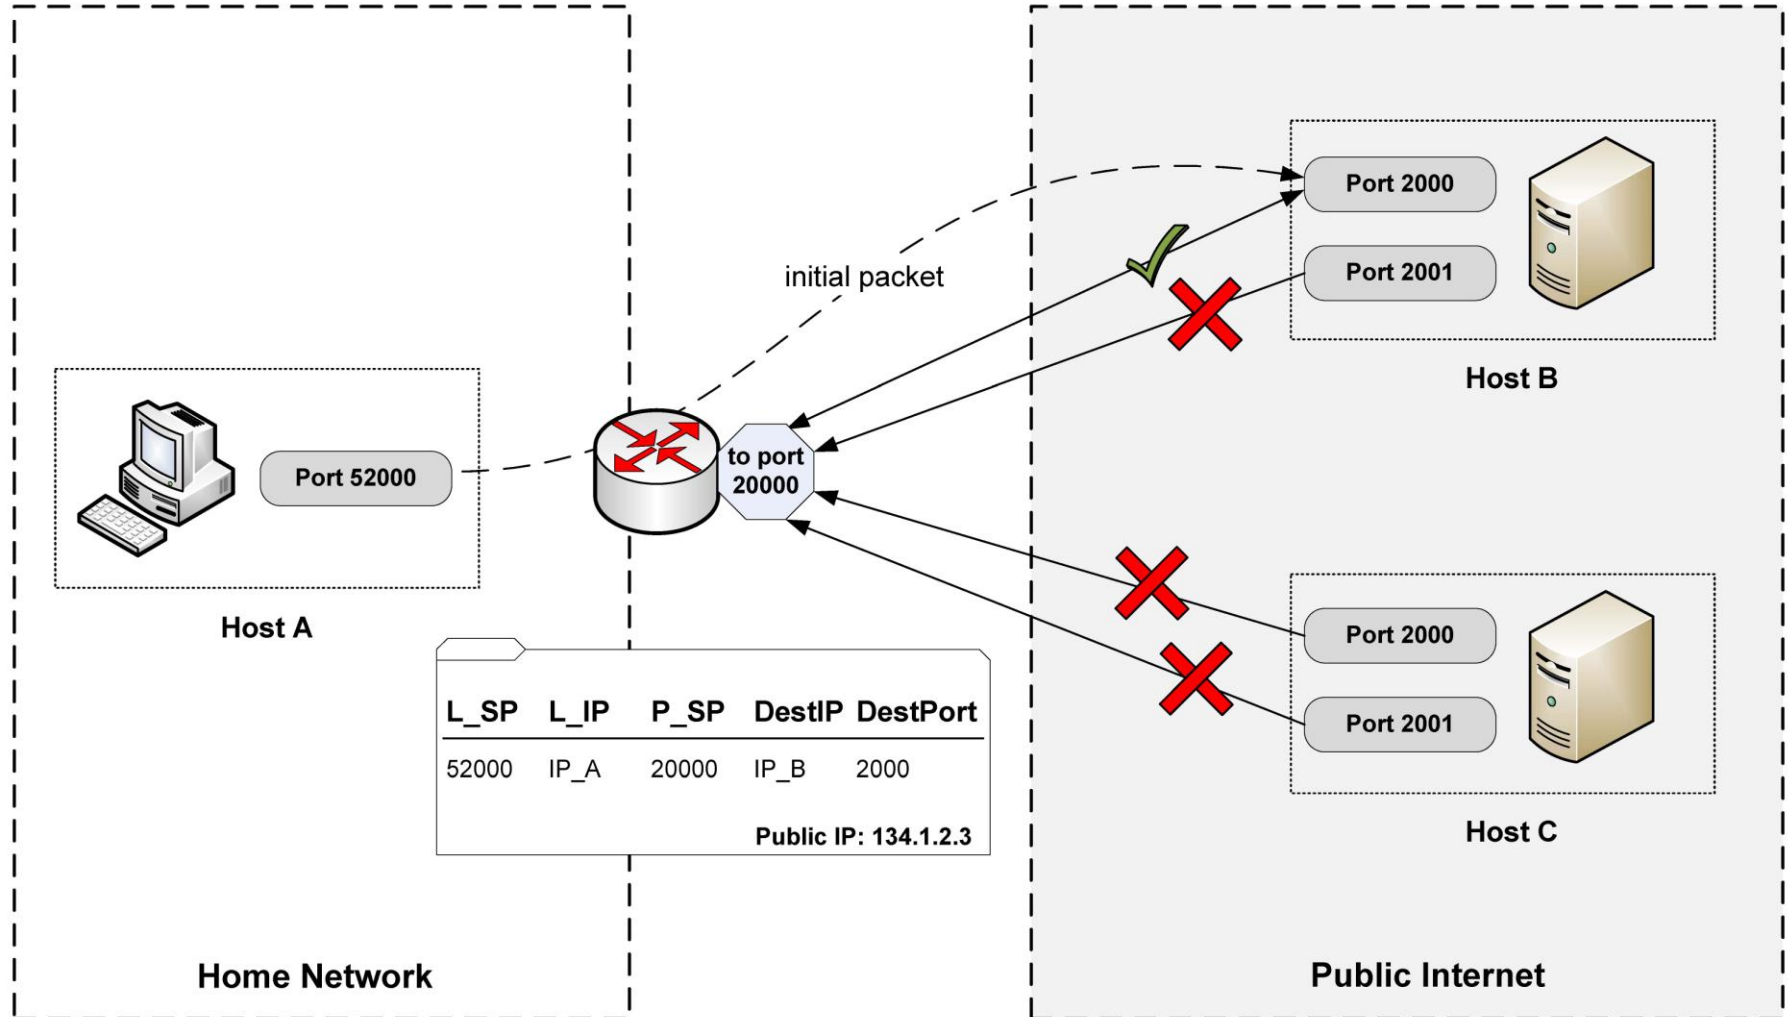 Port 2000
Port 2001
Host B
initial packet
Port 52000
to port
20000
Host A
Port 2000
Port 2001
Host C
L_SP L_IP P_SP DestIP DestPort
52000 IP_A 20000 IP_B 2000
Public IP: 134.1.2.3
Home Network
Public Internet